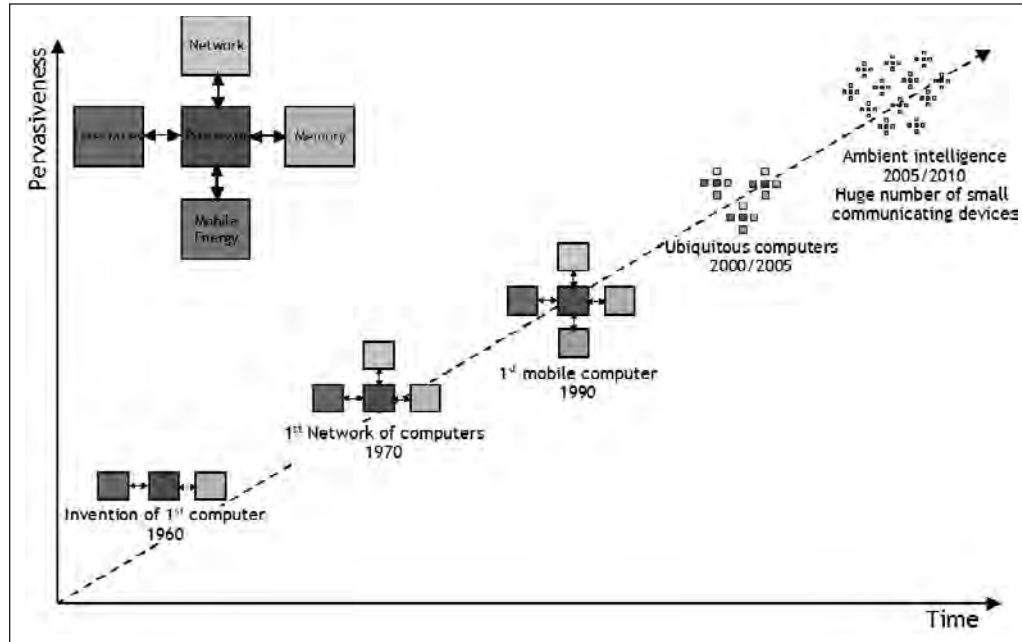 Network
Memory
Mobile
Energy
Pervasiveness
Ambient intelligence
2005/2010
Huge number of small
communicating devices
Ubiquitous computers
2000/2005
1st mobile computer
1990
1st Network of computers
1970
Invention of 1st computer
1960
Time